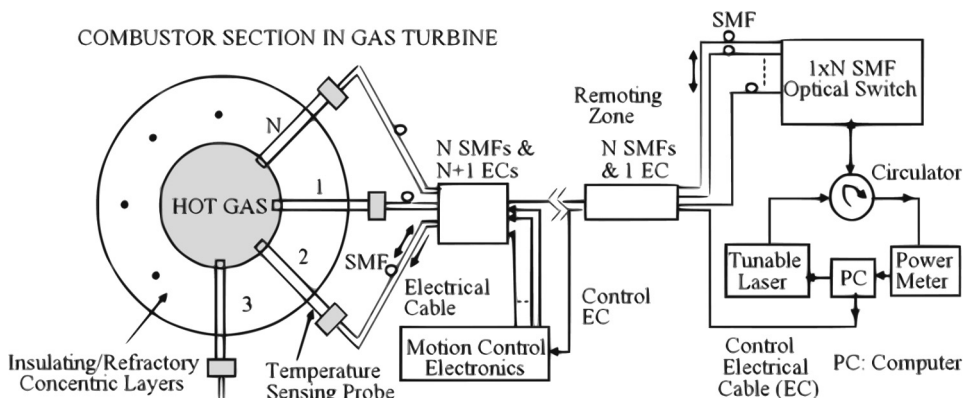 COMBUSTOR SECTION IN GAS TURBINE
N
1
HOT GAS
2
3
Insulating/Refractory
Concentric Layers
Temperature
Sensing Probe
SMF
Electrical
Cable
N SMFs &
N+1 ECs
Motion Control
Electronics
Control
EC
Remoting
Zone
N SMFs
& 1 EC
SMF
1xN SMF
Optical Switch
Circulator
Tunable
Laser
PC
Power
Meter
Control
Electrical
Cable (EC)
PC: Computer